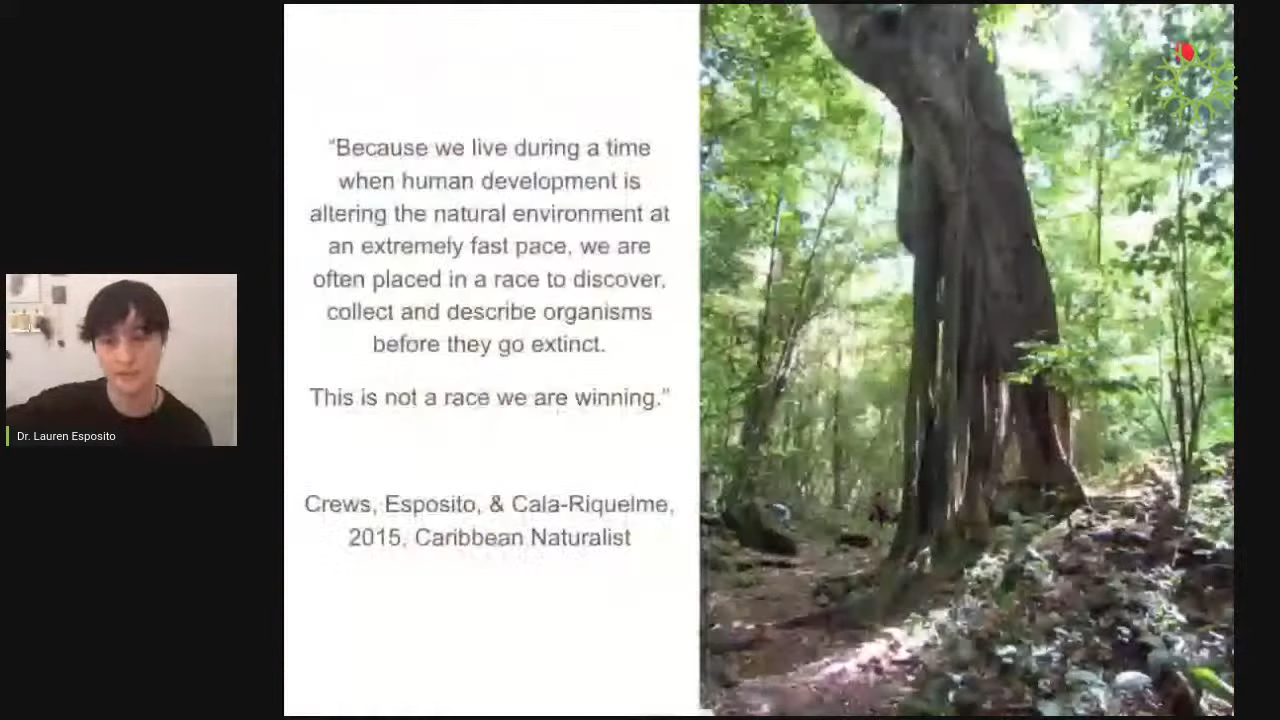 “Because we live during a time
when human development is
altering the natural environment at
an extremely fast pace, we are
often placed in a race to discover,
collect and describe organisms
before they go extinct.
This is not a race we are winning.”
Crews, Esposito, & Cala-Riquelme,
2015, Caribbean Naturalist
Dr. Lauren Esposito